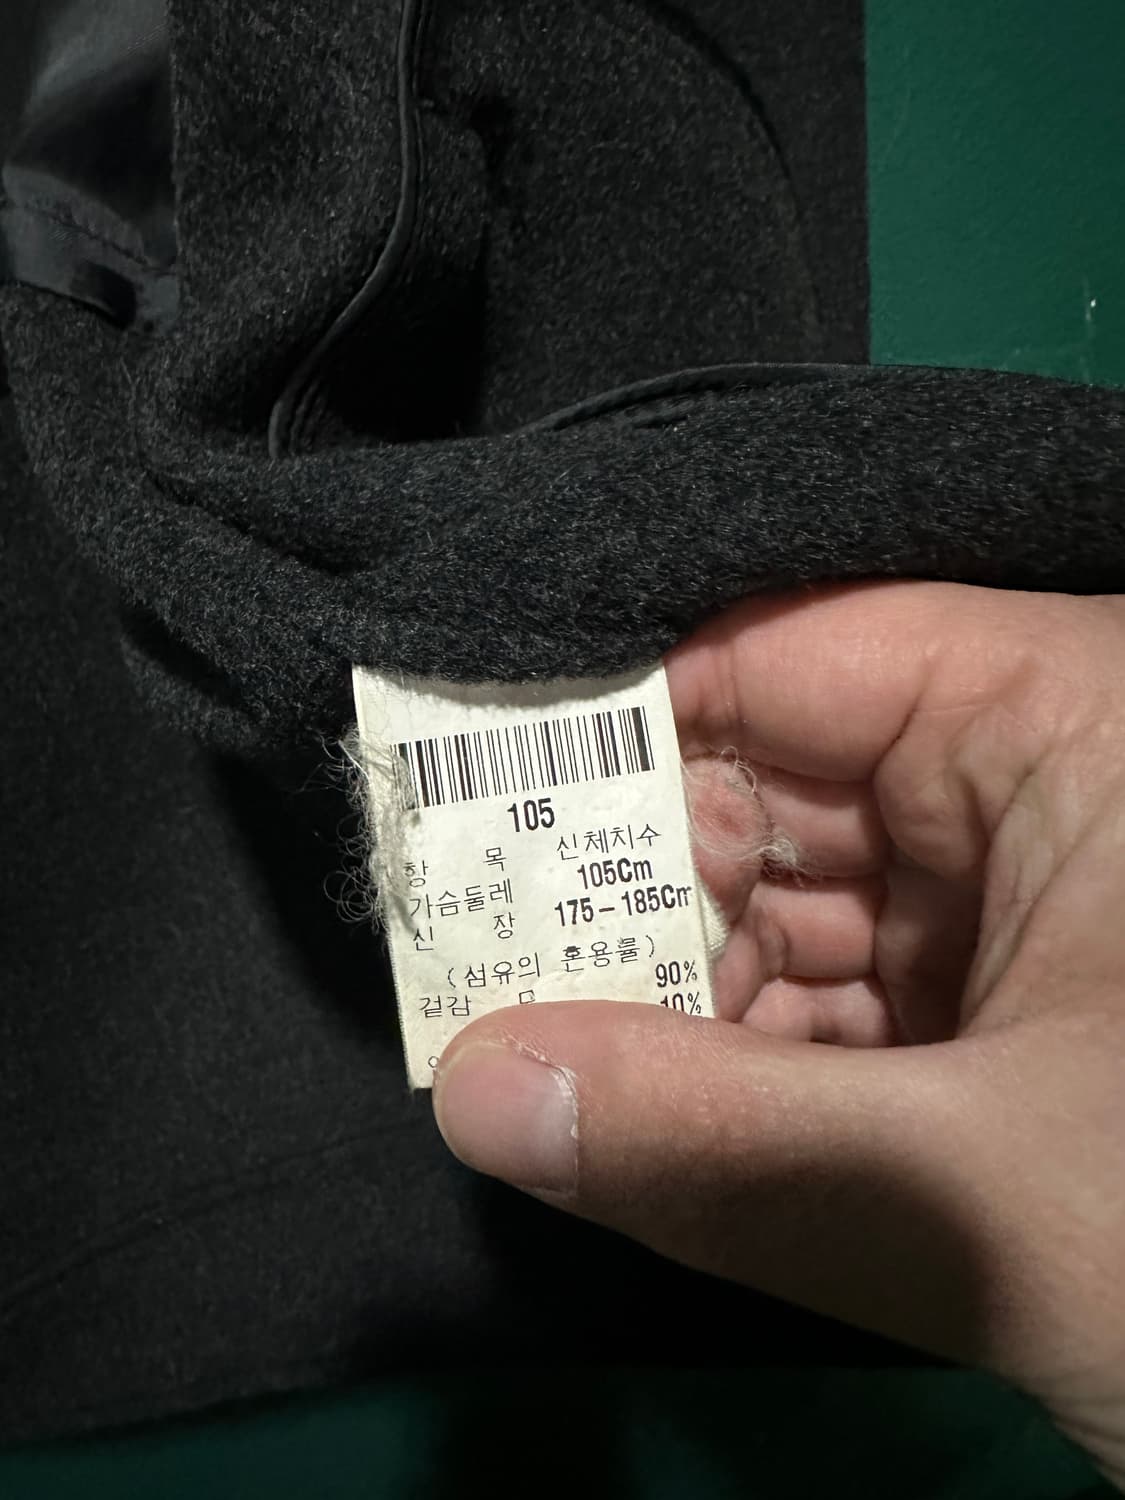 105
항 목 신체치수
가슴둘레 105Cm
신 장 175-185Cm
(섬유의 혼용률)
겉감 90%
10%